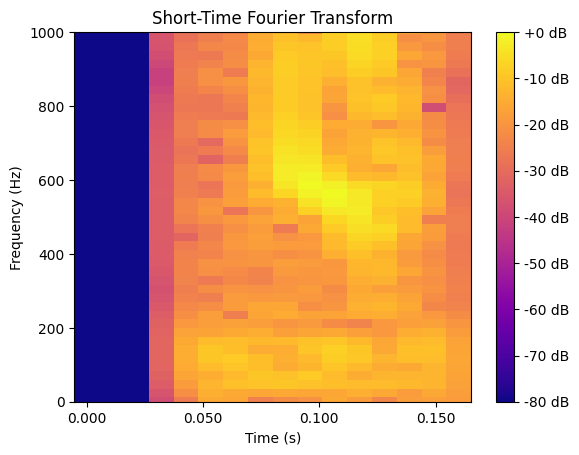 Short-Time Fourier Transform
Frequency (Hz)
1000
800
600
400
200
0
0.000
0.050
0.100
0.150
Time (s)
+0 dB
-10 dB
-20 dB
-30 dB
-40 dB
-50 dB
-60 dB
-70 dB
-80 dB